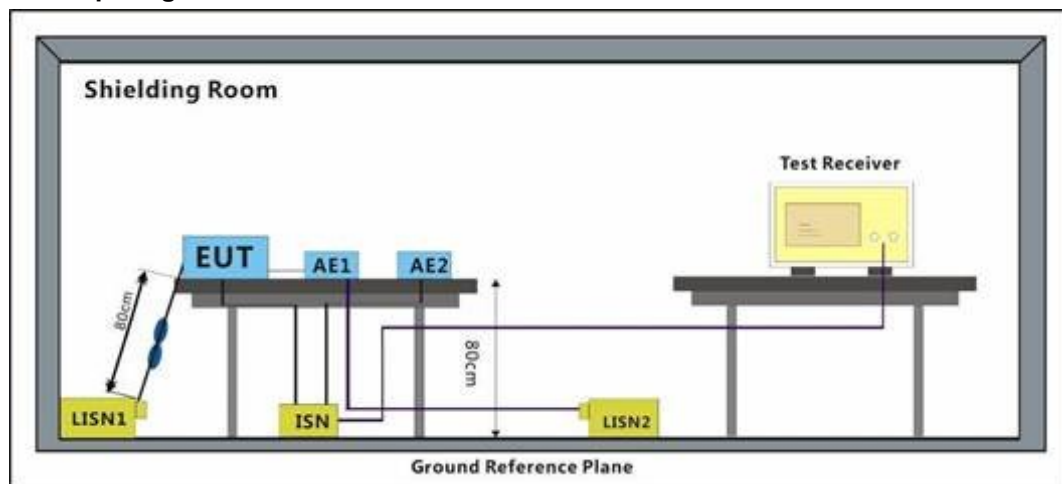 Shielding Room
Test Receiver
EUT
AE1
AE2
80cm
80cm
LISN1
ISN
LISN2
Ground Reference Plane